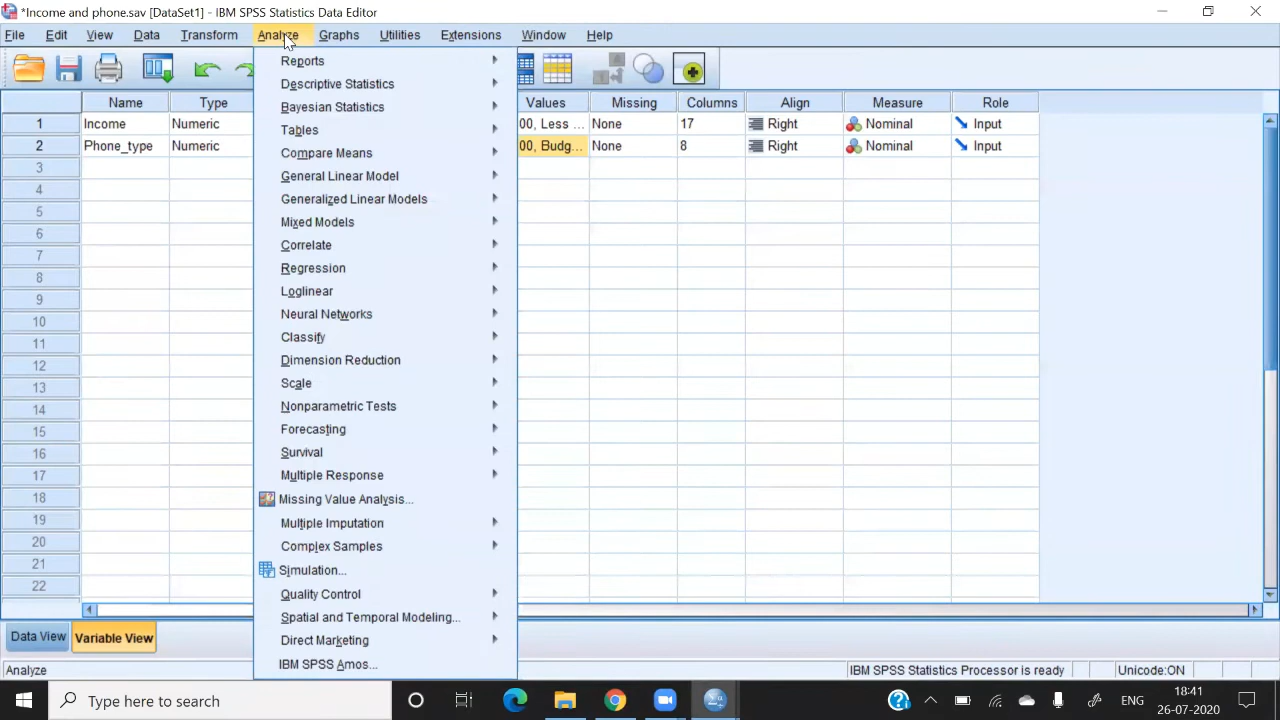 *Income and phone.sav [DataSet1] - IBM SPSS Statistics Data Editor
File Edit View Data Transform Analyze Graphs Utilities Extensions Window Help
Reports
Descriptive Statistics
Bayesian Statistics
Tables
Compare Means
General Linear Model
Generalized Linear Models
Mixed Models
Correlate
Regression
Loglinear
Neural Networks
Classify
Dimension Reduction
Scale
Nonparametric Tests
Forecasting
Survival
Multiple Response
Missing Value Analysis...
Multiple Imputation
Complex Samples
Simulation...
Quality Control
Spatial and Temporal Modeling...
Direct Marketing
IBM SPSS Amos...
Name Type Values Missing Columns Align Measure Role
1 Income Numeric 00, Less ... None 17 Right Nominal Input
2 Phone_type Numeric 00, Budg... None 8 Right Nominal Input
3
4
5
6
7
8
9
10
11
12
13
14
15
16
17
18
19
20
21
22
Data View Variable View
Analyze IBM SPSS Statistics Processor is ready Unicode:ON
Type here to search ENG 18:41
26-07-2020